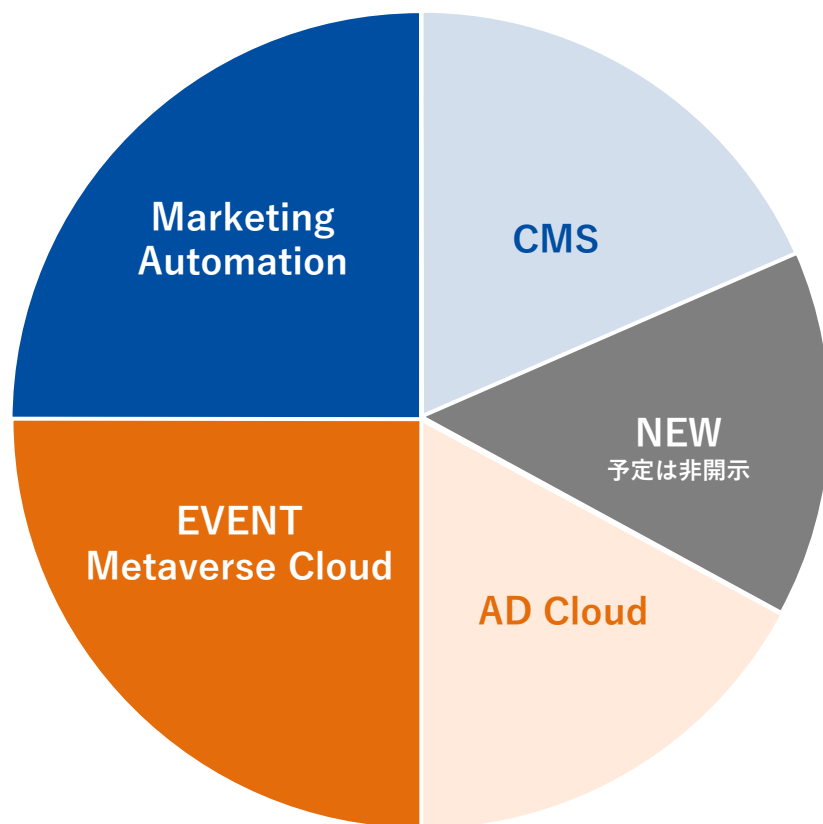 Marketing
Automation
CMS
NEW
予定は非開示
EVENT
Metaverse Cloud
AD Cloud